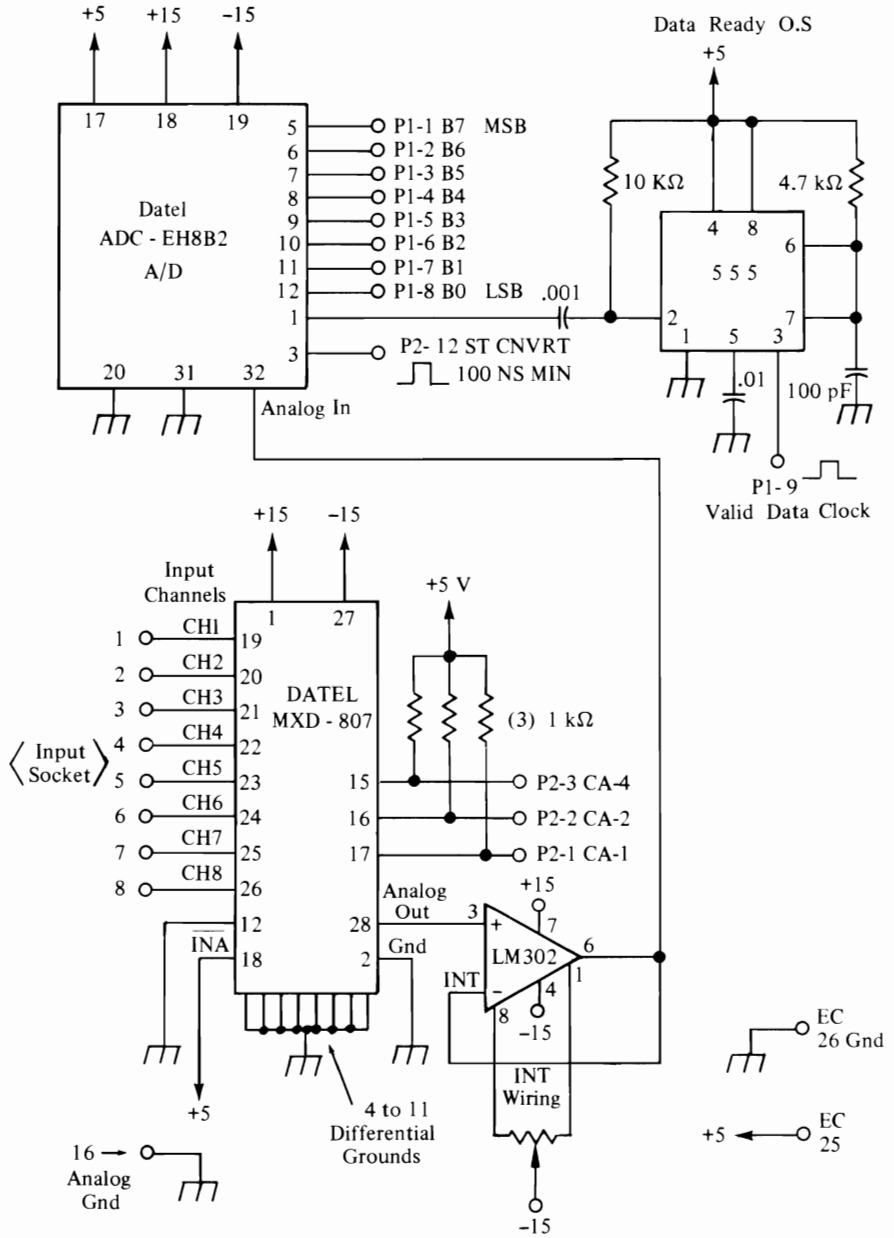 +5 +15 -15
17 18 19
Datel
ADC - EH8B2
A/D
5 P1-1 B7 MSB
6 P1-2 B6
7 P1-3 B5
8 P1-4 B4
9 P1-5 B3
10 P1-6 B2
11 P1-7 B1
12 P1-8 B0 LSB
1
3 P2-12 ST CNVRT
100 NS MIN
20 31 32
Analog In
.001
Data Ready O.S
+5
10 KΩ 4.7 kΩ
4 8
555
6
7
2
1 5 3
.01
100 pF
P1-9
Valid Data Clock
+15 -15
Input
Channels
1 27
DATEL
MXD - 807
1 CH1 19
2 CH2 20
3 CH3 21
4 CH4 22
5 CH5 23
6 CH6 24
7 CH7 25
8 CH8 26
Input
Socket
12
INA 18
+5
+5 V
(3) 1 kΩ
15 P2-3 CA-4
16 P2-2 CA-2
17 P2-1 CA-1
Analog
Out
28
Gnd
2
3 +
LM302
+15
7
6
1
4
-15
INT -
8
INT
Wiring
-15
4 to 11
Differential
Grounds
16
Analog
Gnd
EC
26 Gnd
+5 EC
25